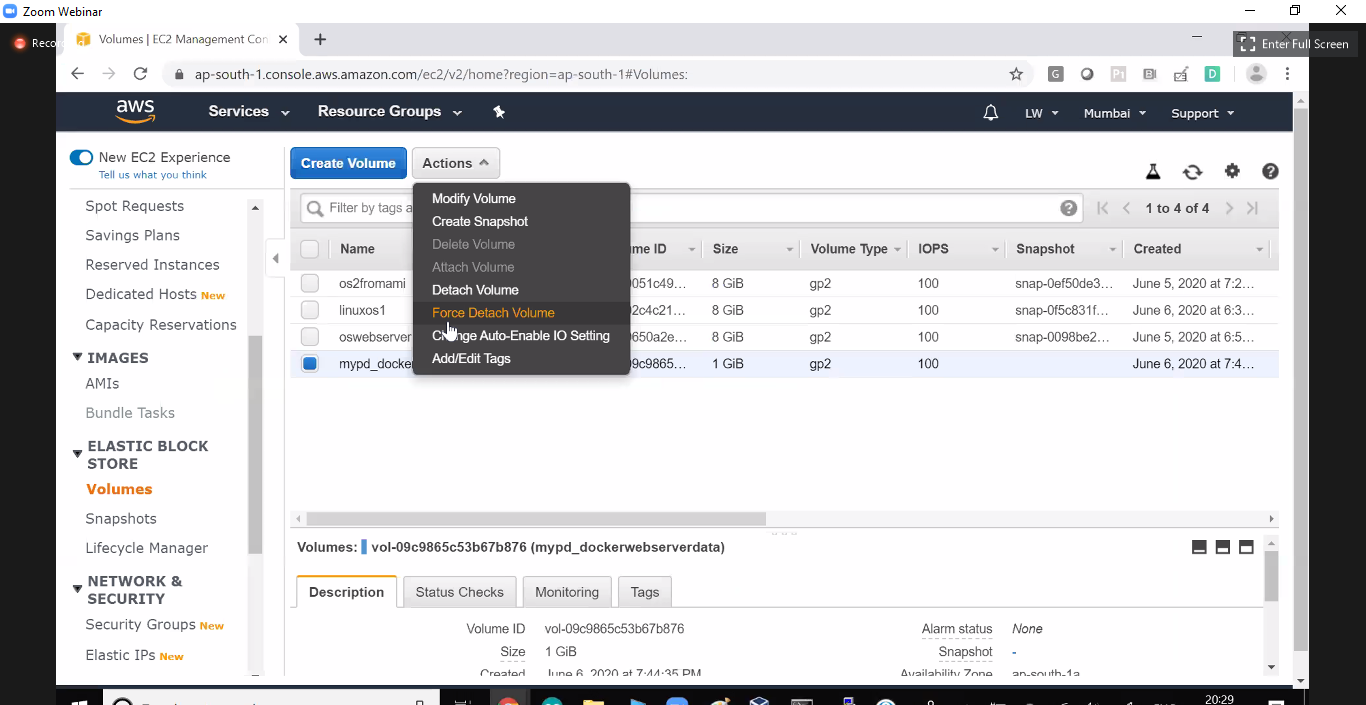 Zoom Webinar
Recor
Volumes | EC2 Management Con
Enter Full Screen
ap-south-1.console.aws.amazon.com/ec2/v2/home?region=ap-south-1#Volumes:
aws
Services
Resource Groups
LW
Mumbai
Support
New EC2 Experience
Tell us what you think
Spot Requests
Savings Plans
Reserved Instances
Dedicated Hosts New
Capacity Reservations
IMAGES
AMIs
Bundle Tasks
ELASTIC BLOCK
STORE
Volumes
Snapshots
Lifecycle Manager
NETWORK &
SECURITY
Security Groups New
Elastic IPs New
Create Volume
Actions
Modify Volume
Create Snapshot
Delete Volume
Attach Volume
Detach Volume
Force Detach Volume
Change Auto-Enable IO Setting
Add/Edit Tags
Filter by tags a
1 to 4 of 4
Name
me ID
Size
Volume Type
IOPS
Snapshot
Created
os2fromami
051c49...
8 GiB
gp2
100
snap-0ef50de3...
June 5, 2020 at 7:2...
linuxos1
2c4c21...
8 GiB
gp2
100
snap-0f5c831f...
June 6, 2020 at 6:3...
oswebserver
650a2e...
8 GiB
gp2
100
snap-0098be2...
June 5, 2020 at 6:5...
mypd_docke
9c9865...
1 GiB
gp2
100
June 6, 2020 at 7:4...
Volumes: vol-09c9865c53b67b876 (mypd_dockerwebserverdata)
Description
Status Checks
Monitoring
Tags
Volume ID vol-09c9865c53b67b876
Alarm status None
Size 1 GiB
Snapshot -
Created June 6, 2020 at 7:44:35 PM
Availability Zone ap-south-1a
20:29